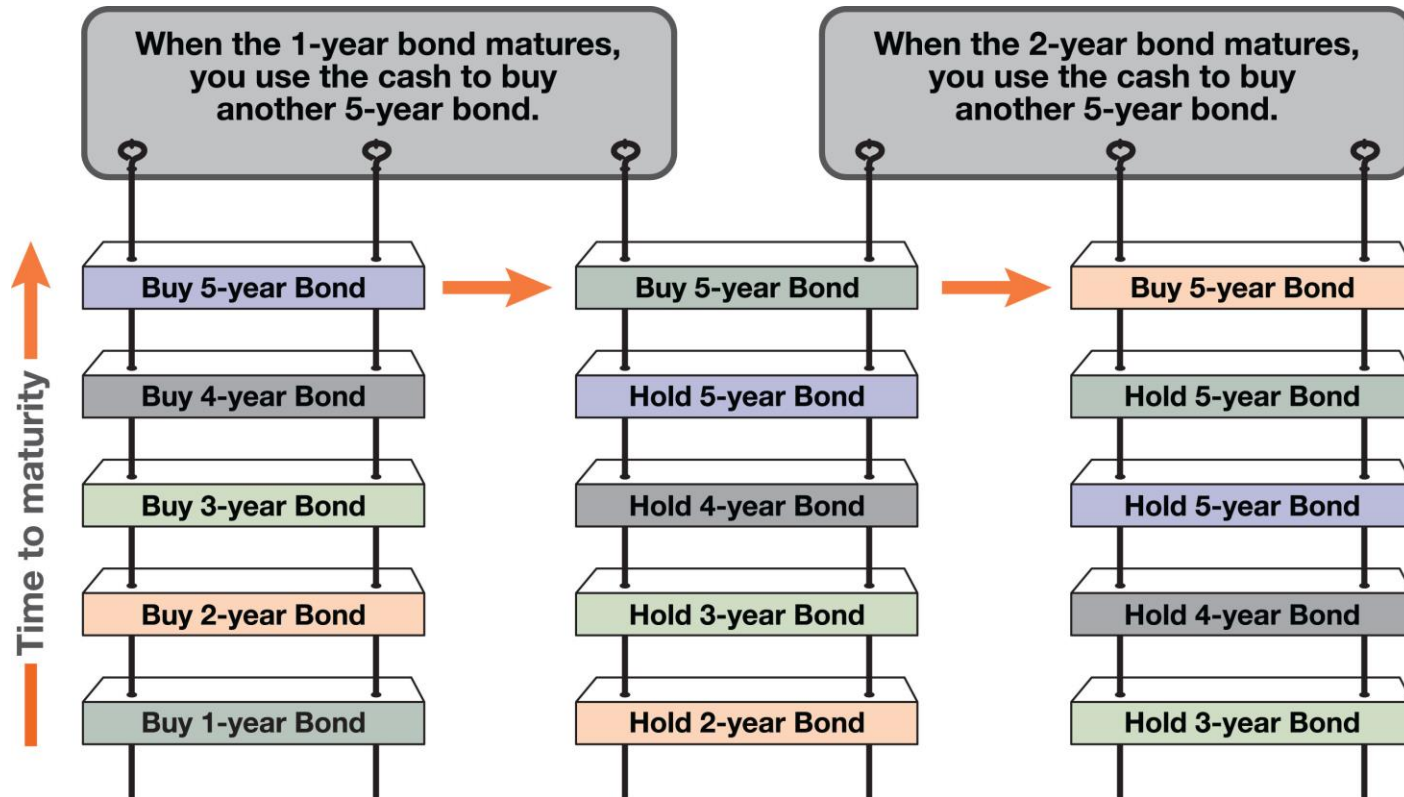 When the 1-year bond matures,
you use the cash to buy
another 5-year bond.
When the 2-year bond matures,
you use the cash to buy
another 5-year bond.
Time to maturity
Buy 5-year Bond
Buy 4-year Bond
Buy 3-year Bond
Buy 2-year Bond
Buy 1-year Bond
Buy 5-year Bond
Hold 5-year Bond
Hold 4-year Bond
Hold 3-year Bond
Hold 2-year Bond
Buy 5-year Bond
Hold 5-year Bond
Hold 5-year Bond
Hold 4-year Bond
Hold 3-year Bond